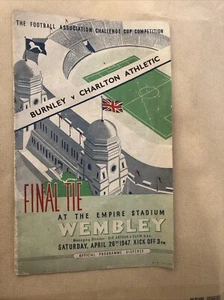 THE FOOTBALL ASSOCIATION CHALLENGE CUP COMPETITION
BURNLEY v CHARLTON ATHLETIC
FINAL TIE
AT THE EMPIRE STADIUM
WEMBLEY
SATURDAY, APRIL 26TH 1947. KICK OFF 3PM
OFFICIAL PROGRAMME